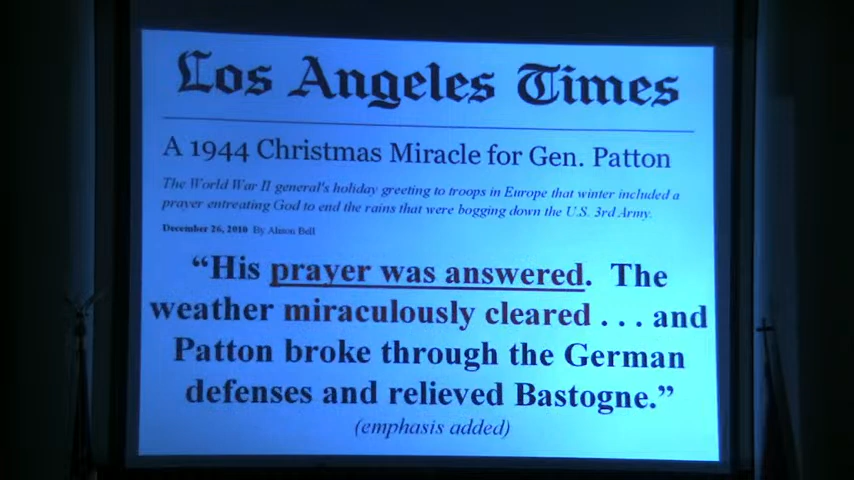 Los Angeles Times
A 1944 Christmas Miracle for Gen. Patton
The World War II general's holiday greeting to troops in Europe that winter included a
prayer entreating God to end the rains that were bogging down the U.S. 3rd Army.
December 26, 2010 By Alison Bell
“His prayer was answered. The
weather miraculously cleared . . . and
Patton broke through the German
defenses and relieved Bastogne.”
(emphasis added)